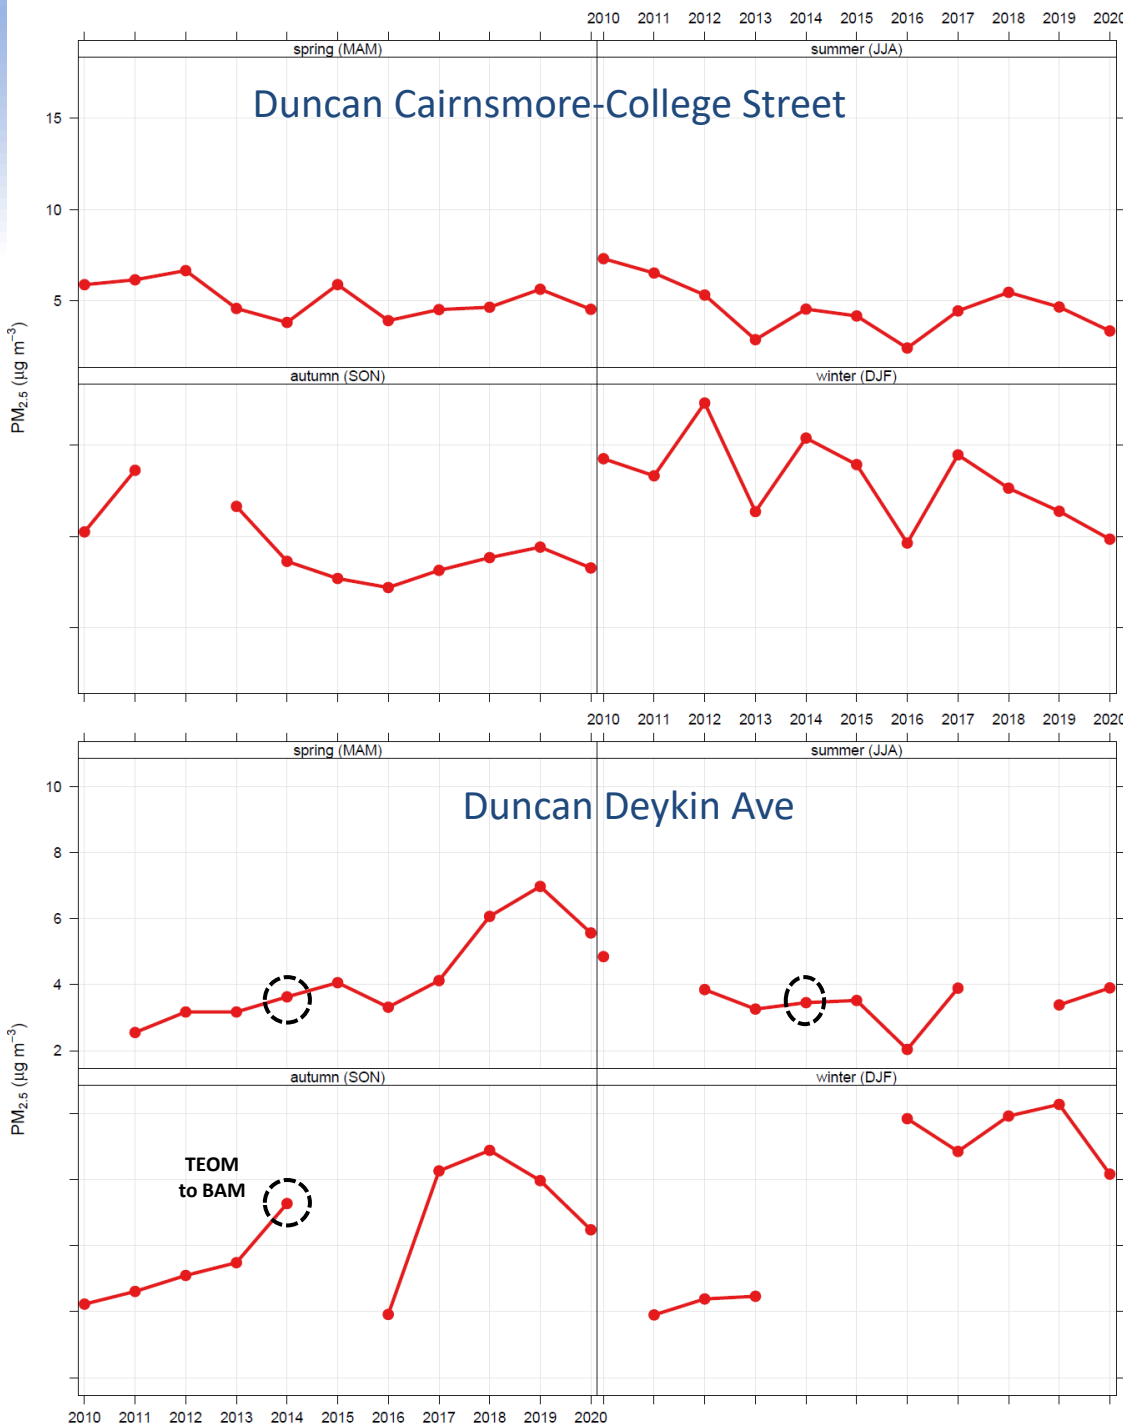 2010 2011 2012 2013 2014 2015 2016 2017 2018 2019 2020
spring (MAM) summer (JJA)
Duncan Cairnsmore-College Street
15
10
5
PM2.5 (µg m−3)
autumn (SON) winter (DJF)
2010 2011 2012 2013 2014 2015 2016 2017 2018 2019 2020
spring (MAM) summer (JJA)
Duncan Deykin Ave
10
8
6
4
2
PM2.5 (µg m−3)
autumn (SON) winter (DJF)
TEOM
to BAM
2010 2011 2012 2013 2014 2015 2016 2017 2018 2019 2020